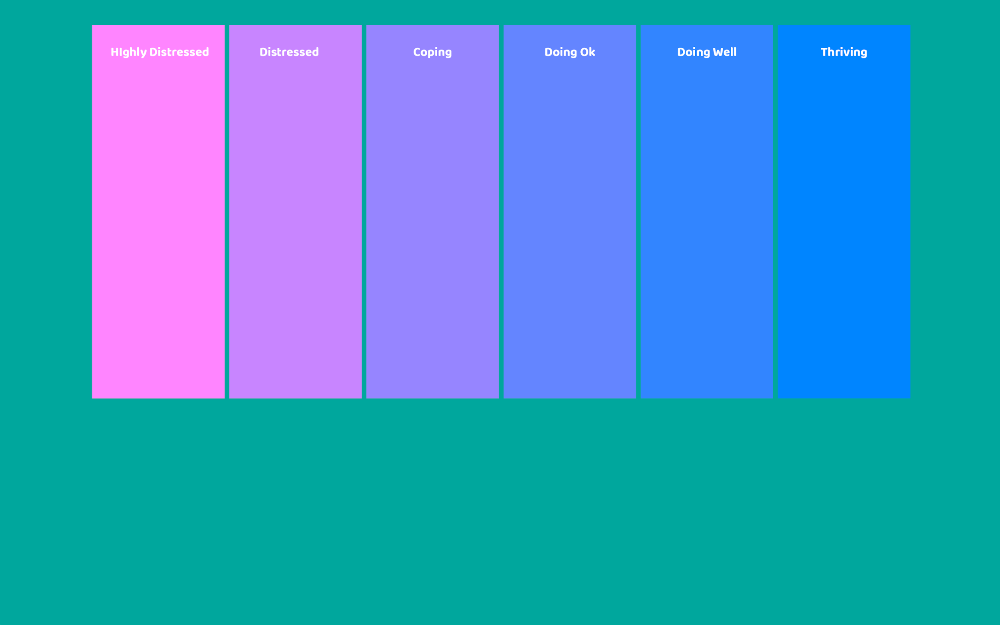 HIghly Distressed
Distressed
Coping
Doing Ok
Doing Well
Thriving